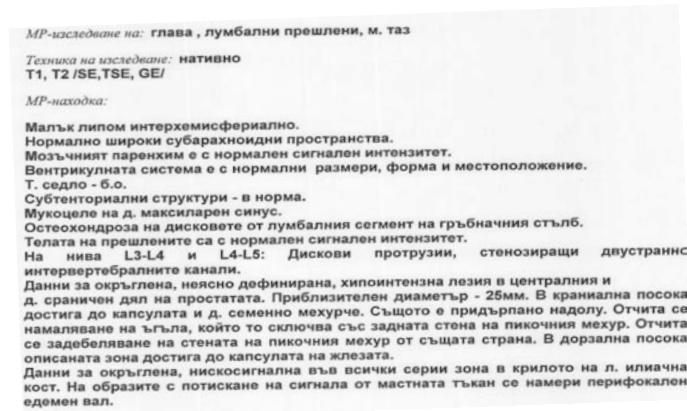 МР-изследване на: глава , лумбални прешлени, м. таз
Техника на изследване: нативно
Т1, Т2 /SE,TSE, GE/
МР-находка:
Малък липом интерхемисфериално.
Нормално широки субарахноидни пространства.
Мозъчният паренхим е с нормален сигнален интензитет.
Вентрикулната система е с нормални размери, форма и местоположение.
Т. седло - б.о.
Субтенториални структури - в норма.
Мукоцеле на д. максиларен синус.
Остеохондроза на дисковете от лумбалния сегмент на гръбначния стълб.
Телата на прешлените са с нормален сигнален интензитет.
На нива L3-L4 и L4-L5: Дискови протрузии, стенозиращи двустранно
интервертебралните канали.
Данни за окръглена, неясно дефинирана, хипоинтензна лезия в централния и
д. сраничен дял на простатата. Приблизителен диаметър - 25мм. В краниална посока
достига до капсулата и д. семенно мехурче. Същото е придърпано надолу. Отчита се
намаляване на ъгъла, който то сключва със задната стена на пикочния мехур. Отчита
се задебеляване на стената на пикочния мехур от същата страна. В дорзална посока
описаната зона достига до капсулата на жлезата.
Данни за окръглена, нискосигнална във всички серии зона в крилото на л. илиачна
кост. На образите с потискане на сигнала от мастната тъкан се намери перифокален
едемен вал.